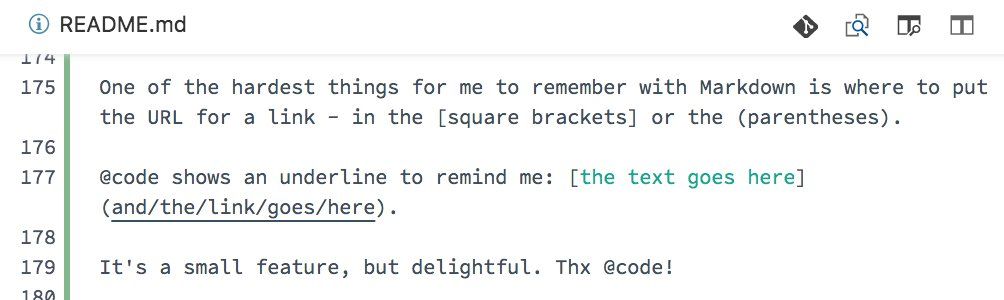 README.md
174
175 One of the hardest things for me to remember with Markdown is where to put
the URL for a link - in the [square brackets] or the (parentheses).
176
177 @code shows an underline to remind me: [the text goes here]
(and/the/link/goes/here).
178
179 It's a small feature, but delightful. Thx @code!
180